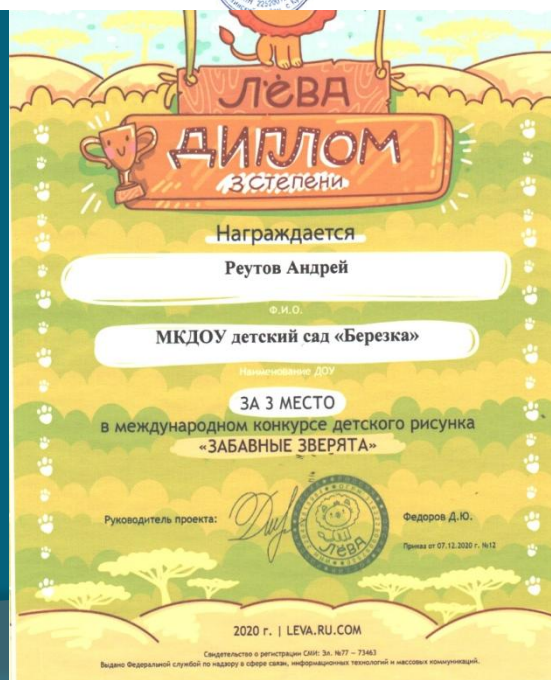 ЛЁВА
ДИПЛОМ
3 СТЕПЕНИ
Награждается
Реутов Андрей
Ф.И.О.
МКДОУ детский сад «Березка»
Наименование ДОУ
ЗА 3 МЕСТО
в международном конкурсе детского рисунка
«ЗАБАВНЫЕ ЗВЕРЯТА»
Руководитель проекта:
ЛЁВА
Федоров Д.Ю.
Приказ от 07.12.2020 г. №12
2020 г. | LEVA.RU.COM
Свидетельство о регистрации СМИ: Эл. №77 – 73463
Выдано Федеральной службой по надзору в сфере связи, информационных технологий и массовых коммуникаций.